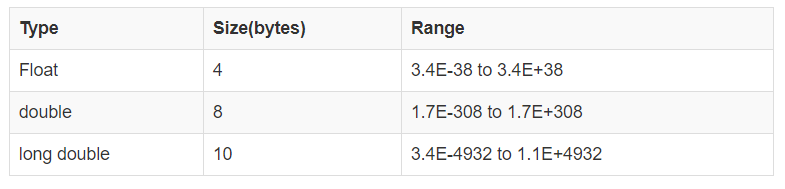 Type Size(bytes) Range
Float 4 3.4E-38 to 3.4E+38
double 8 1.7E-308 to 1.7E+308
long double 10 3.4E-4932 to 1.1E+4932